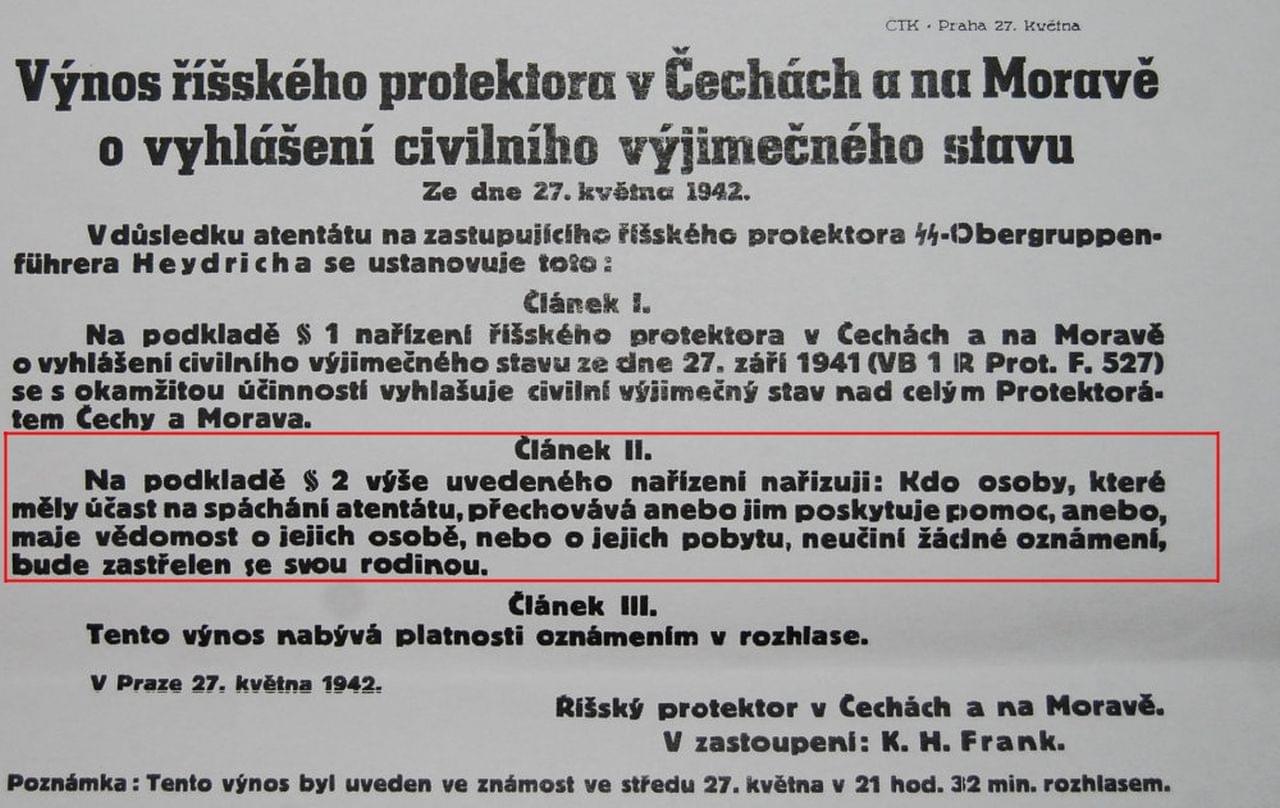 ČTK · Praha 27. Května
Výnos říšského protektora v Čechách a na Moravě
o vyhlášení civilního výjimečného stavu
Ze dne 27. května 1942.
V důsledku atentátu na zastupujícího říšského protektora SS-Obergruppen-
führera Heydricha se ustanovuje toto:
Článek I.
Na podkladě § 1 nařízení říšského protektora v Čechách a na Moravě
o vyhlášení civilního výjimečného stavu ze dne 27. září 1941 (VB 1 R Prot. F. 527)
se s okamžitou účinností vyhlašuje civilní výjimečný stav nad celým Protektorá-
tem Čechy a Morava.
Článek II.
Na podkladě § 2 výše uvedeného nařízení nařizuji: Kdo osoby, které
měly účast na spáchání atentátu, přechovává anebo jim poskytuje pomoc, anebo,
maje vědomost o jejich osobě, nebo o jejich pobytu, neučiní žádné oznámení,
bude zastřelen se svou rodinou.
Článek III.
Tento výnos nabývá platnosti oznámením v rozhlase.
V Praze 27. května 1942.
Říšský protektor v Čechách a na Moravě.
V zastoupení: K. H. Frank.
Poznámka: Tento výnos byl uveden ve známost ve středu 27. května v 21 hod. 32 min. rozhlasem.